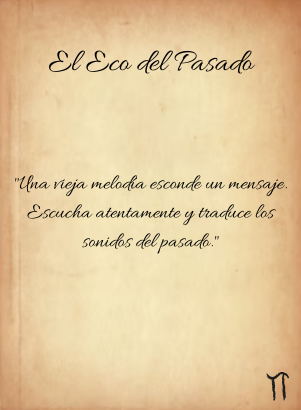 El Eco del Pasado
"Una vieja melodía esconde un mensaje.
Escucha atentamente y traduce los
sonidos del pasado."